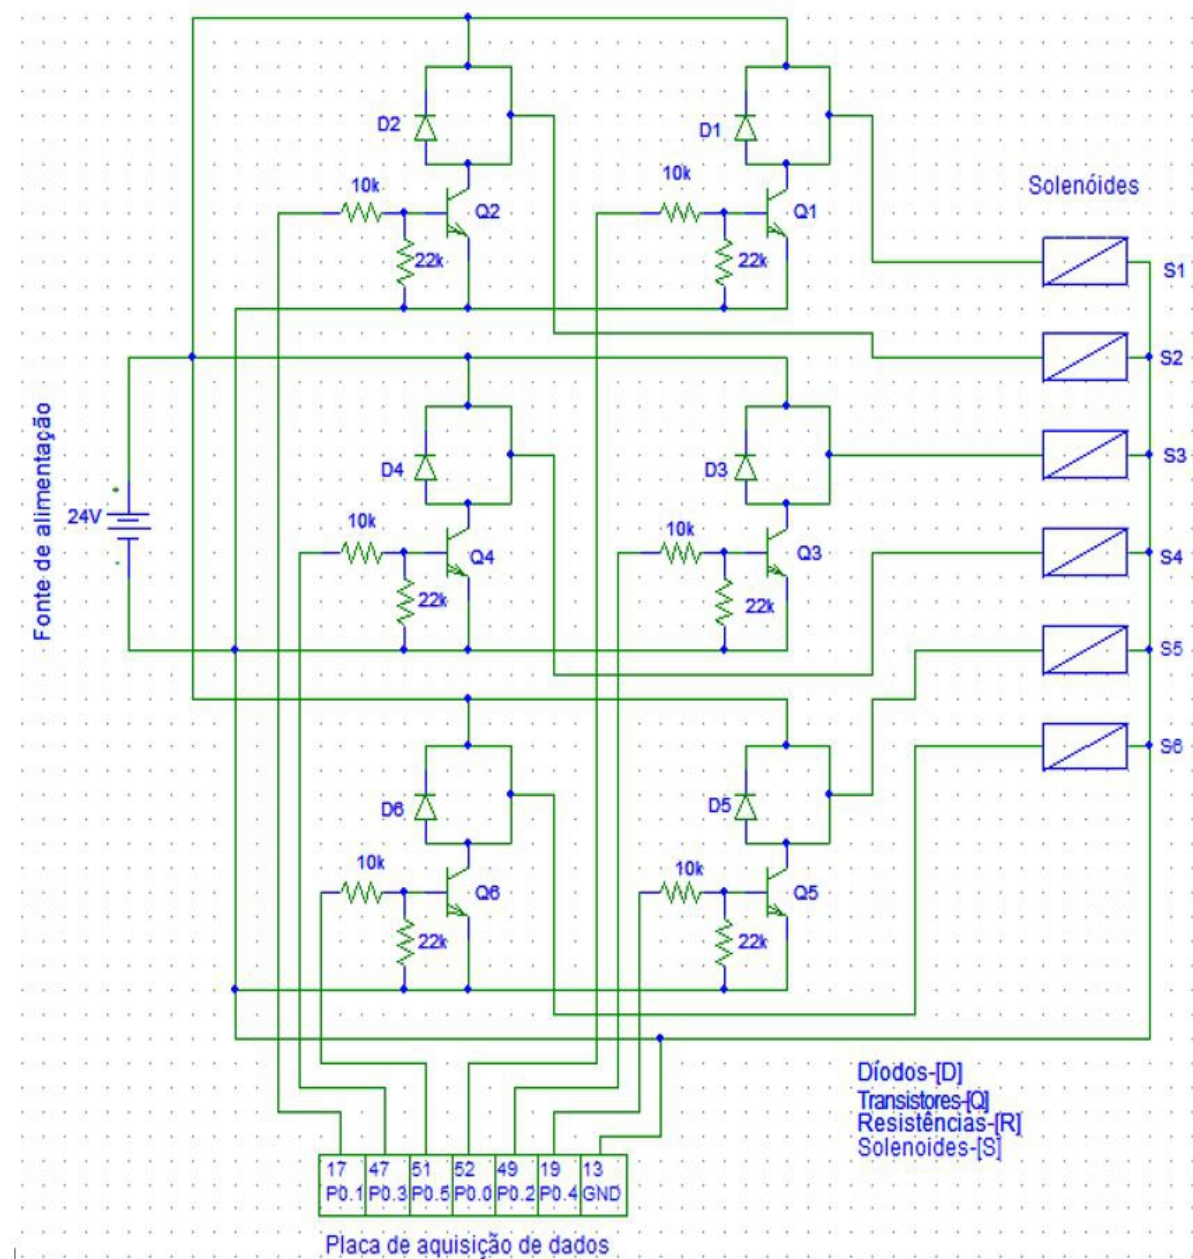 D2
D1
10k
10k
Solenóides
Q2
Q1
22k
22k
S1
S2
Fonte de alimentação
D4
D3
S3
24V
10k
10k
Q4
Q3
S4
22k
22k
S5
S6
D6
D5
10k
10k
Q6
Q5
22k
22k
Díodos-[D]
Transistores-[Q]
Resistências-[R]
Solenoides-[S]
17 47 51 52 49 19 13
P0.1 P0.3 P0.5 P0.0 P0.2 P0.4 GND
Placa de aquisição de dados